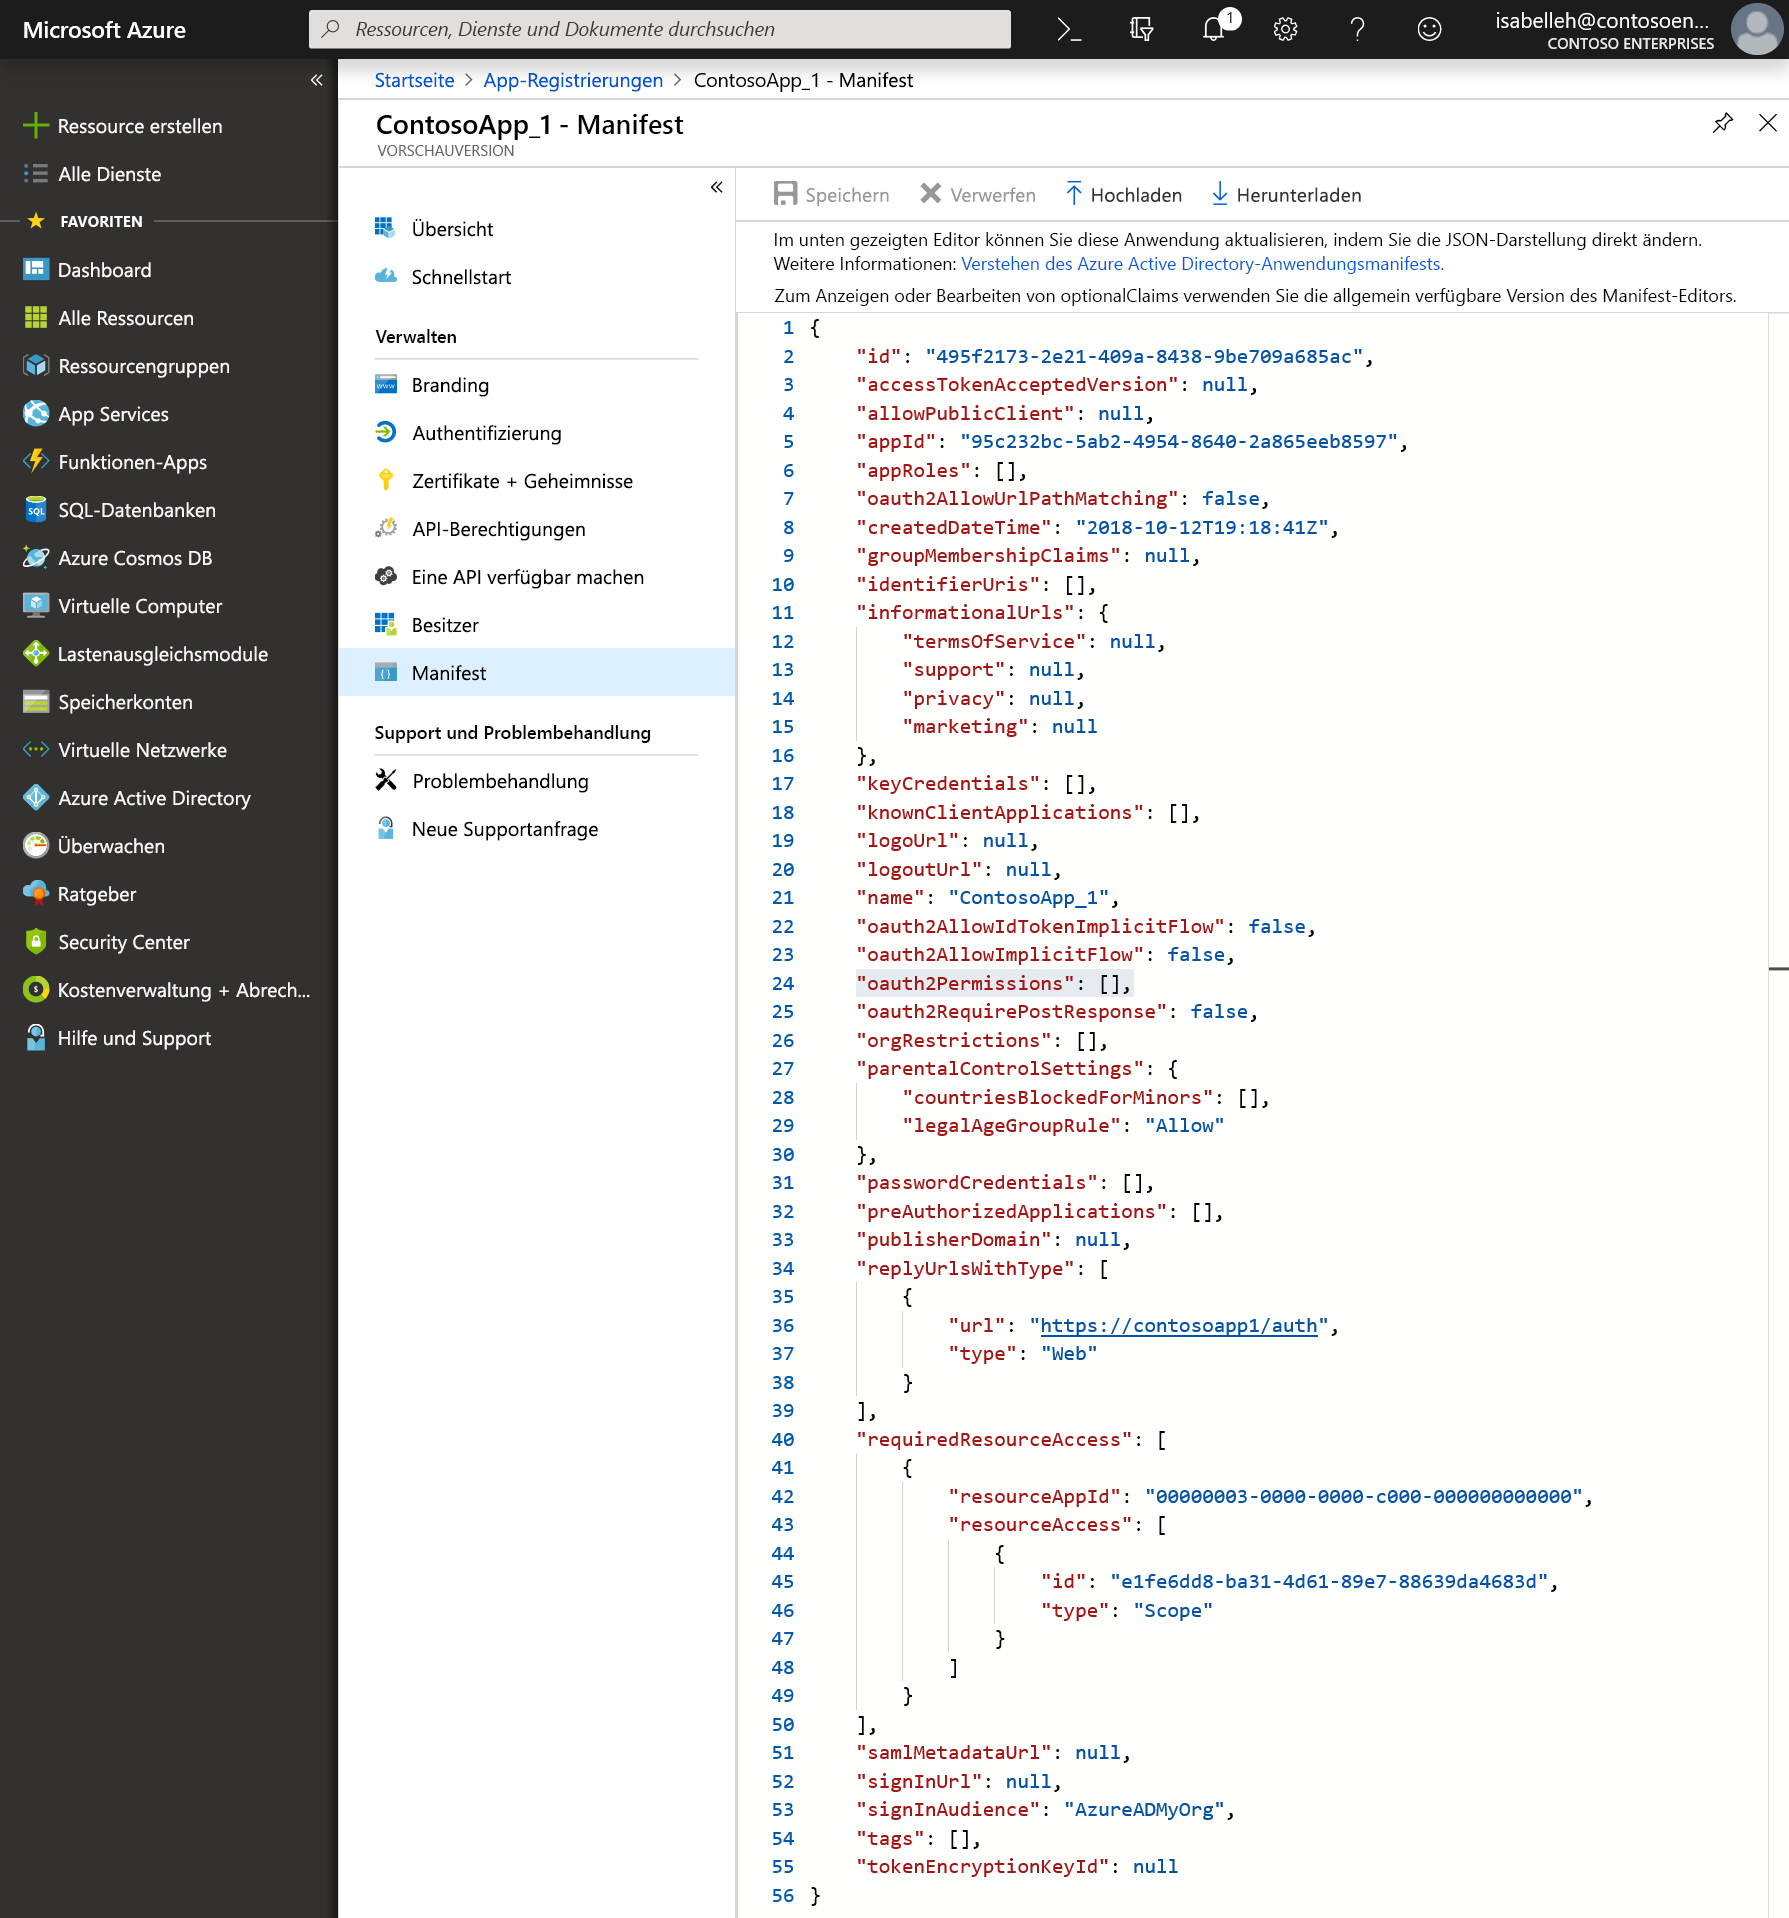 Microsoft Azure
Ressourcen, Dienste und Dokumente durchsuchen
1
isabelleh@contosoen...
CONTOSO ENTERPRISES
Ressource erstellen
Alle Dienste
FAVORITEN
Dashboard
Alle Ressourcen
Ressourcengruppen
App Services
Funktionen-Apps
SQL-Datenbanken
Azure Cosmos DB
Virtuelle Computer
Lastenausgleichsmodule
Speicherkonten
Virtuelle Netzwerke
Azure Active Directory
Überwachen
Ratgeber
Security Center
Kostenverwaltung + Abrech...
Hilfe und Support
Startseite > App-Registrierungen > ContosoApp_1 - Manifest
ContosoApp_1 - Manifest
VORSCHAUVERSION
Übersicht
Schnellstart
Verwalten
Branding
Authentifizierung
Zertifikate + Geheimnisse
API-Berechtigungen
Eine API verfügbar machen
Besitzer
Manifest
Support und Problembehandlung
Problembehandlung
Neue Supportanfrage
Speichern Verwerfen Hochladen Herunterladen
Im unten gezeigten Editor können Sie diese Anwendung aktualisieren, indem Sie die JSON-Darstellung direkt ändern.
Weitere Informationen: Verstehen des Azure Active Directory-Anwendungsmanifests.
Zum Anzeigen oder Bearbeiten von optionalClaims verwenden Sie die allgemein verfügbare Version des Manifest-Editors.
1 {
2 "id": "495f2173-2e21-409a-8438-9be709a685ac",
3 "accessTokenAcceptedVersion": null,
4 "allowPublicClient": null,
5 "appId": "95c232bc-5ab2-4954-8640-2a865eeb8597",
6 "appRoles": [],
7 "oauth2AllowUrlPathMatching": false,
8 "createdDateTime": "2018-10-12T19:18:41Z",
9 "groupMembershipClaims": null,
10 "identifierUris": [],
11 "informationalUrls": {
12 "termsOfService": null,
13 "support": null,
14 "privacy": null,
15 "marketing": null
16 },
17 "keyCredentials": [],
18 "knownClientApplications": [],
19 "logoUrl": null,
20 "logoutUrl": null,
21 "name": "ContosoApp_1",
22 "oauth2AllowIdTokenImplicitFlow": false,
23 "oauth2AllowImplicitFlow": false,
24 "oauth2Permissions": [],
25 "oauth2RequirePostResponse": false,
26 "orgRestrictions": [],
27 "parentalControlSettings": {
28 "countriesBlockedForMinors": [],
29 "legalAgeGroupRule": "Allow"
30 },
31 "passwordCredentials": [],
32 "preAuthorizedApplications": [],
33 "publisherDomain": null,
34 "replyUrlsWithType": [
35 {
36 "url": "https://contosoapp1/auth",
37 "type": "Web"
38 }
39 ],
40 "requiredResourceAccess": [
41 {
42 "resourceAppId": "00000003-0000-0000-c000-000000000000",
43 "resourceAccess": [
44 {
45 "id": "e1fe6dd8-ba31-4d61-89e7-88639da4683d",
46 "type": "Scope"
47 }
48 ]
49 }
50 ],
51 "samlMetadataUrl": null,
52 "signInUrl": null,
53 "signInAudience": "AzureADMyOrg",
54 "tags": [],
55 "tokenEncryptionKeyId": null
56 }